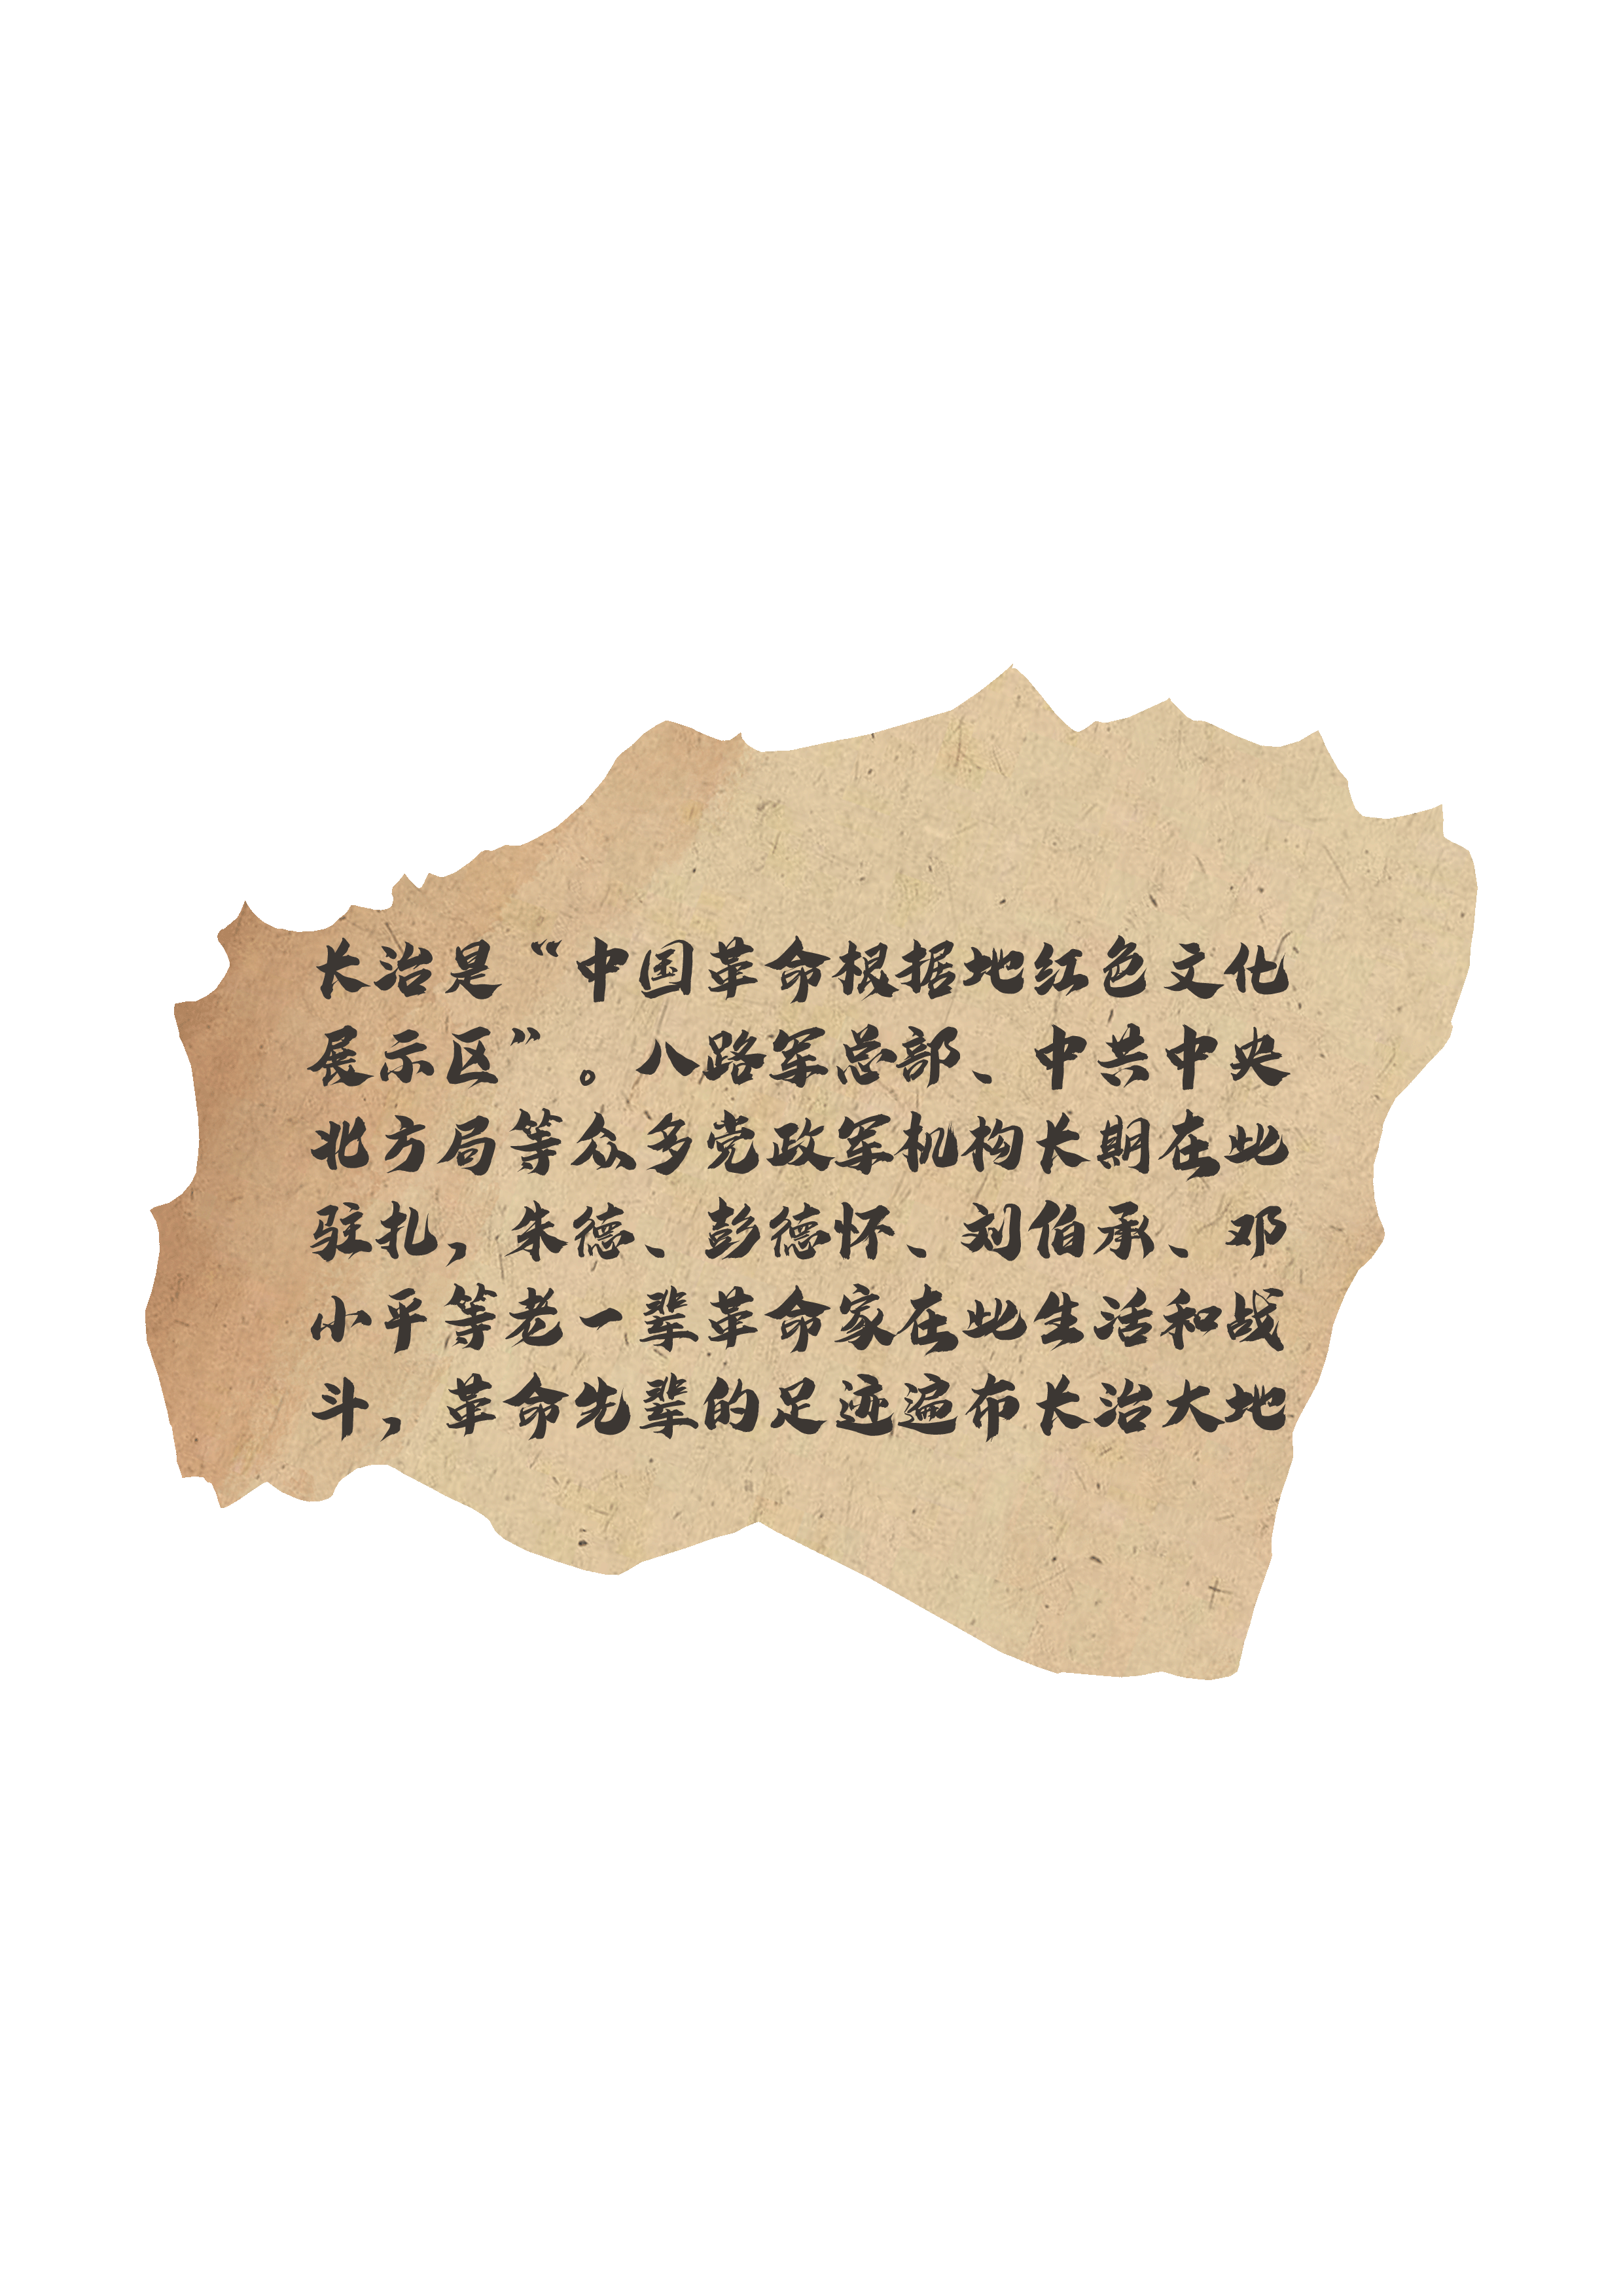 长治是“中国革命根据地红色文化
展示区”。八路军总部、中共中央
北方局等众多党政军机构长期在此
驻扎，朱德、彭德怀、刘伯承、邓
小平等老一辈革命家在此生活和战
斗，革命先辈的足迹遍布长治大地